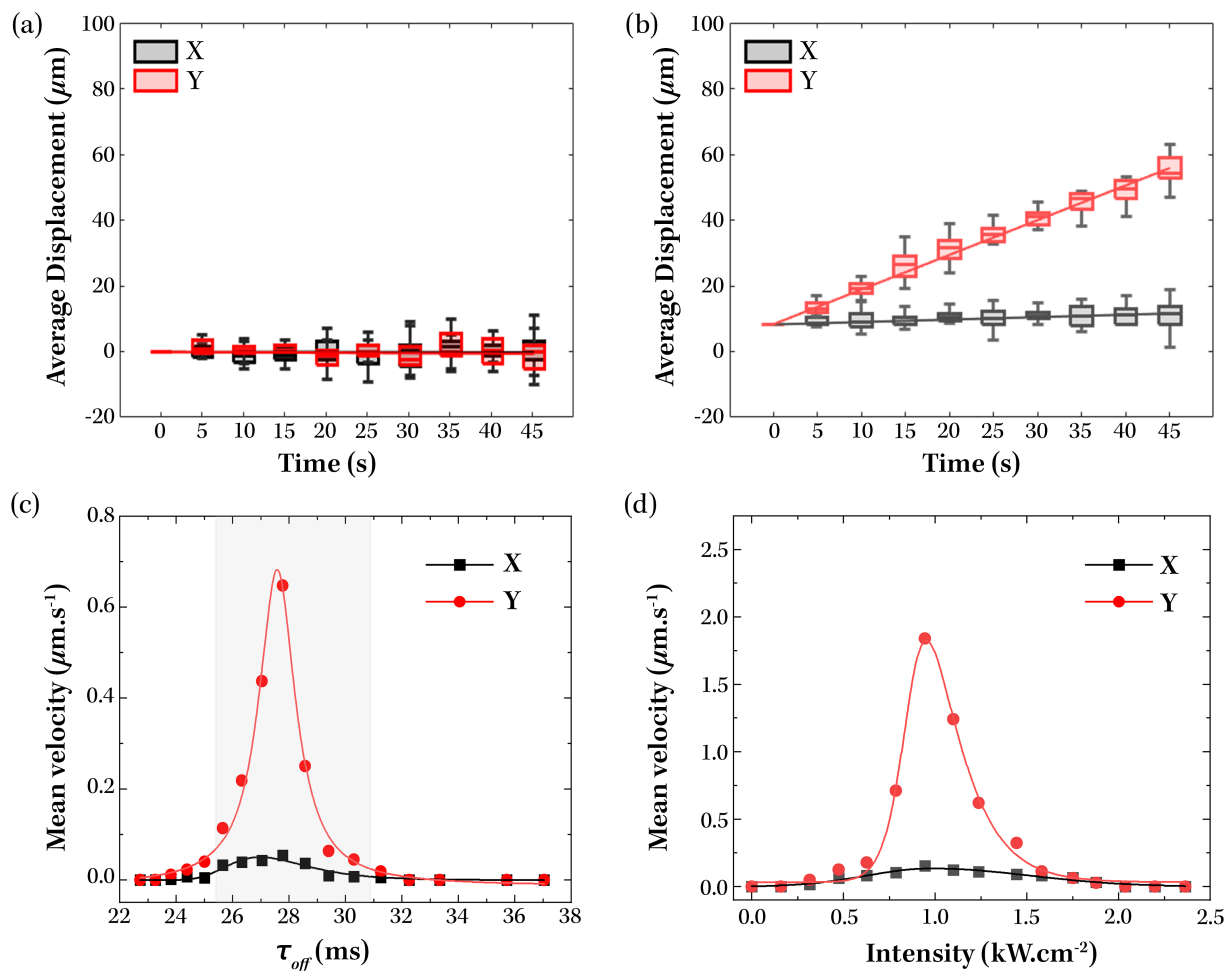 (a)
100
80
60
40
20
0
-20
Average Displacement (µm)
X
Y
0 5 10 15 20 25 30 35 40 45
Time (s)
(b)
100
80
60
40
20
0
-20
Average Displacement (µm)
X
Y
0 5 10 15 20 25 30 35 40 45
Time (s)
(c)
0.8
0.6
0.4
0.2
0.0
Mean velocity (µm.s⁻¹)
X
Y
22 24 26 28 30 32 34 36 38
τoff (ms)
(d)
2.5
2.0
1.5
1.0
0.5
0.0
Mean velocity (µm.s⁻¹)
X
Y
0.0 0.5 1.0 1.5 2.0 2.5
Intensity (kW.cm⁻²)